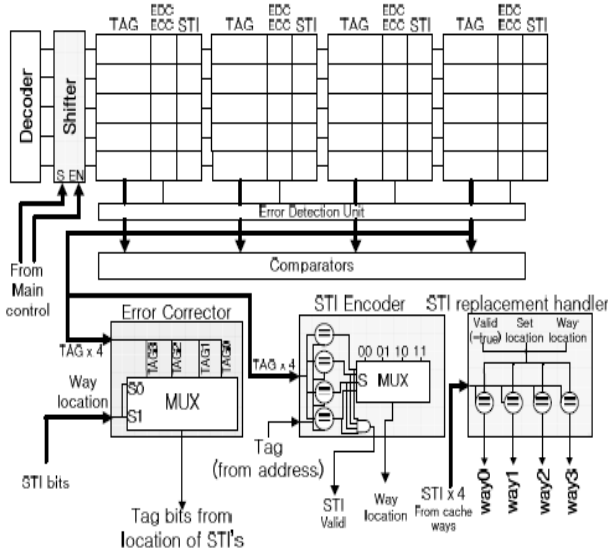 EDC EDC EDC EDC
TAG ECC STI TAG ECC STI TAG ECC STI TAG ECC STI
Decoder
Shifter
S EN
Error Detection Unit
Comparators
From
Main
control
Error Corrector
STI Encoder
STI replacement handler
TAG x 4
TAG3
TAG2
TAG1
TAG0
Way
location
S0
S1
MUX
STI bits
Tag bits from
location of STI's
TAG x 4
=
=
=
=
00 01 10 11
S MUX
Tag
(from address)
STI
Valid
Way
location
Valid
(=true)
Set
location
Way
location
= = = =
STI x 4
From cache
ways
way0
way1
way2
way3